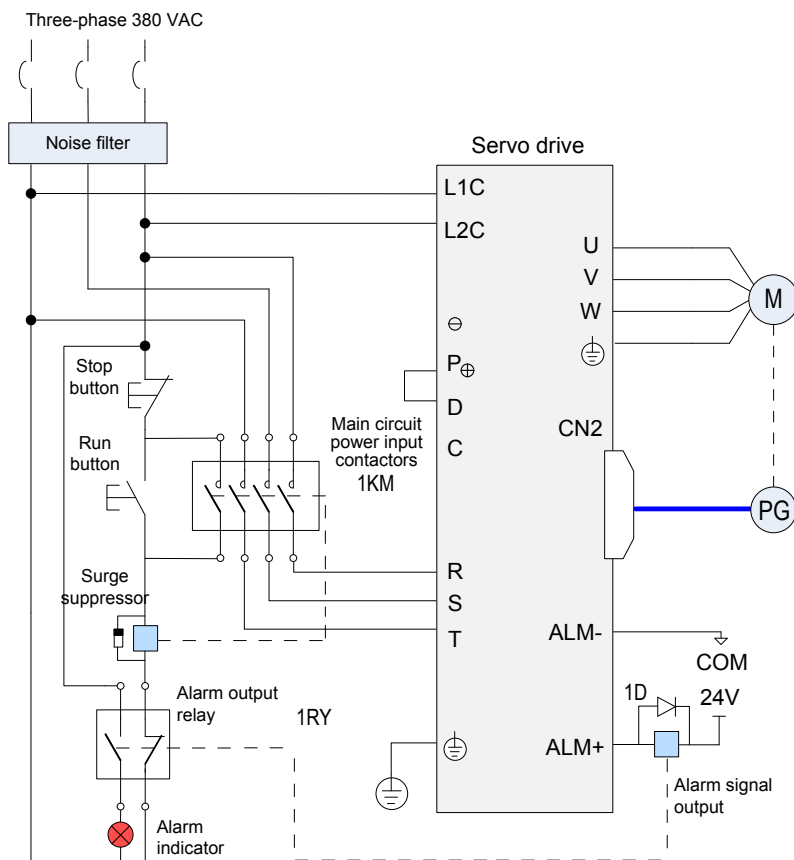 Three-phase 380 VAC
Noise filter
Servo drive
L1C
L2C
U
V
W
M
⊖
P⊕
D
C
CN2
Stop
button
Run
button
Main circuit
power input
contactors
1KM
PG
Surge
suppressor
R
S
T
ALM-
COM
1D
24V
Alarm output
relay
1RY
ALM+
Alarm signal
output
Alarm
indicator